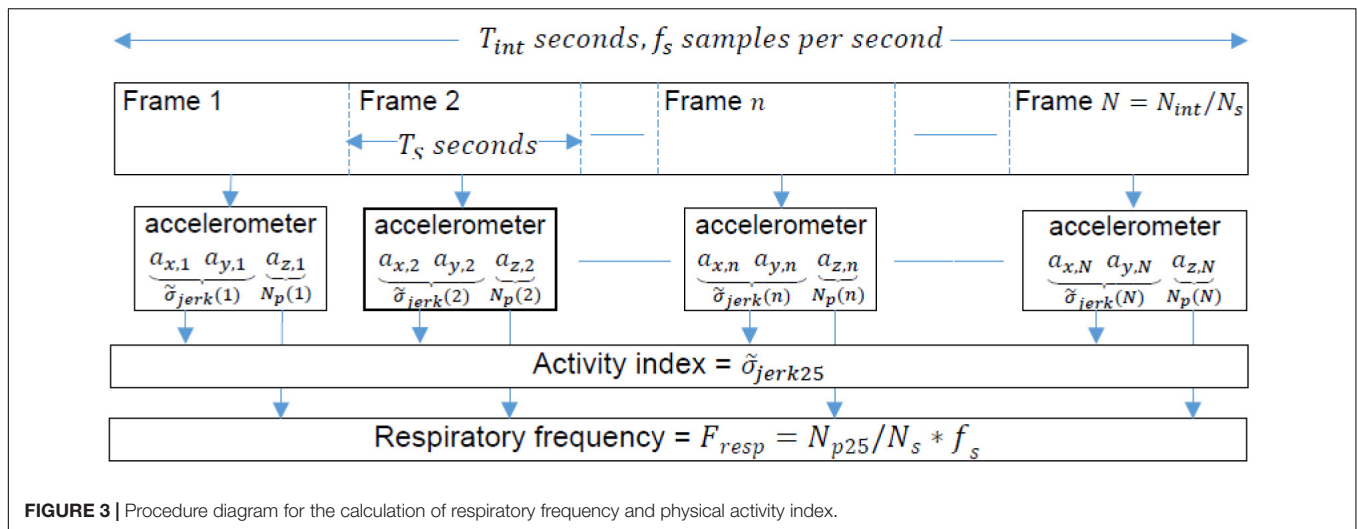 T_int seconds, f_s samples per second
Frame 1 Frame 2 Frame n Frame N = N_int/N_s
T_S seconds
accelerometer accelerometer accelerometer accelerometer
a_x,1 a_y,1 a_z,1 a_x,2 a_y,2 a_z,2 a_x,n a_y,n a_z,n a_x,N a_y,N a_z,N
σ̃_jerk(1) N_p(1) σ̃_jerk(2) N_p(2) σ̃_jerk(n) N_p(n) σ̃_jerk(N) N_p(N)
Activity index = σ̃_jerk25
Respiratory frequency = F_resp = N_p25/N_s * f_s
FIGURE 3 | Procedure diagram for the calculation of respiratory frequency and physical activity index.